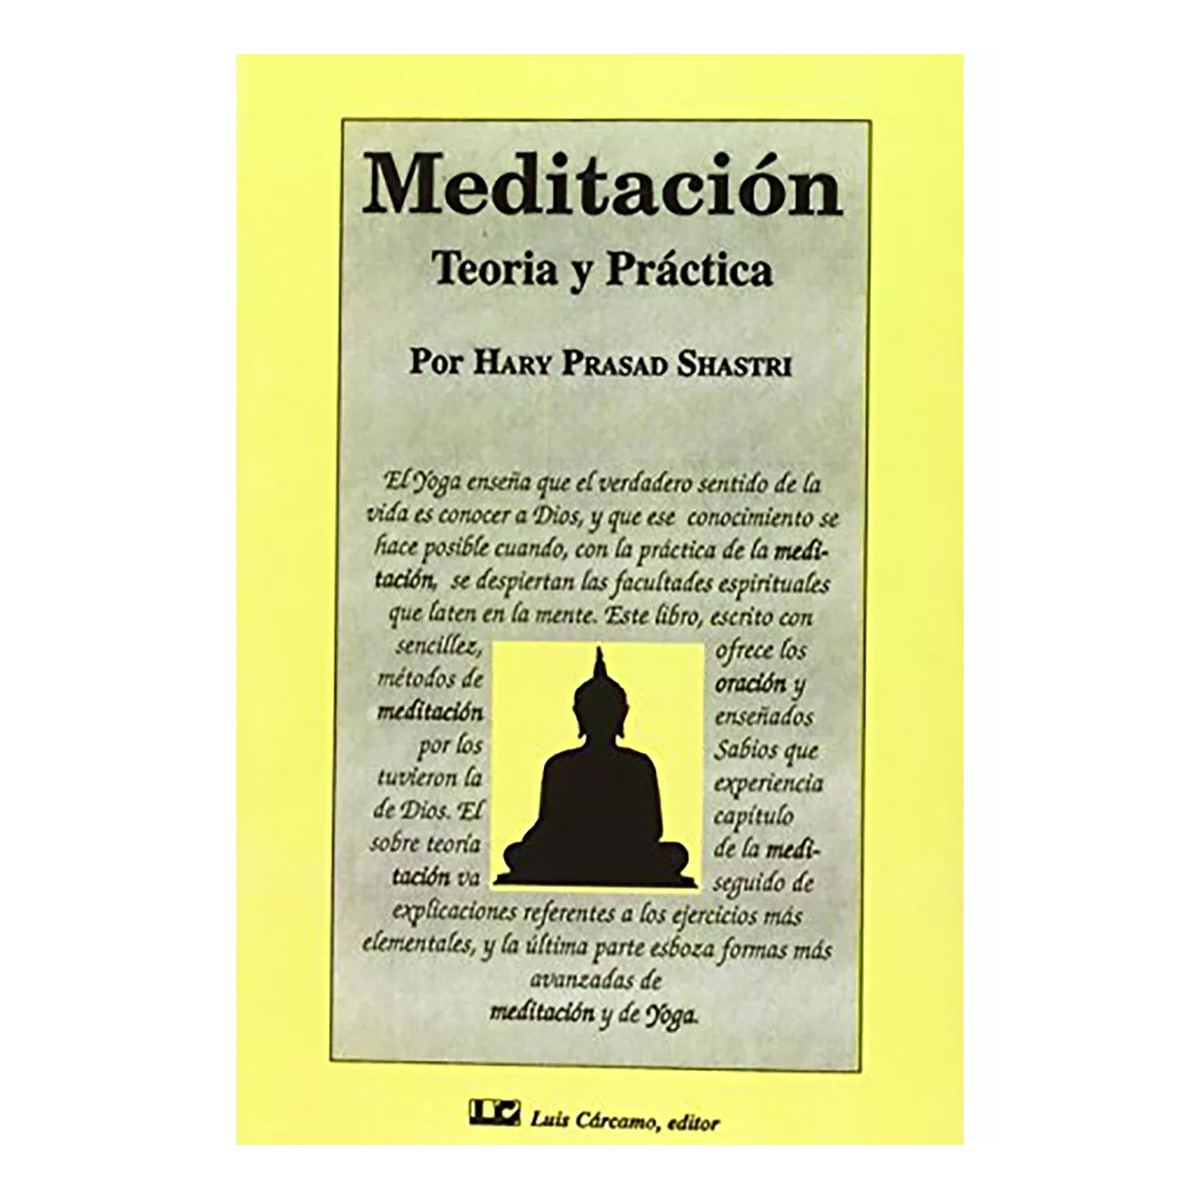 Meditación
Teoria y Práctica
Por HARY PRASAD SHASTRI
El Yoga enseña que el verdadero sentido de la
vida es conocer a Dios, y que ese conocimiento se
hace posible cuando, con la práctica de la medi-
tación, se despiertan las facultades espirituales
que laten en la mente. Este libro, escrito con
sencillez, ofrece los
métodos de oración y
meditación enseñados
por los Sabios que
tuvieron la experiencia
de Dios. El capítulo
sobre teoría de la medi-
tación va seguido de
explicaciones referentes a los ejercicios más
elementales, y la última parte esboza formas más
avanzadas de
meditación y de Yoga.
Luis Cárcamo, editor